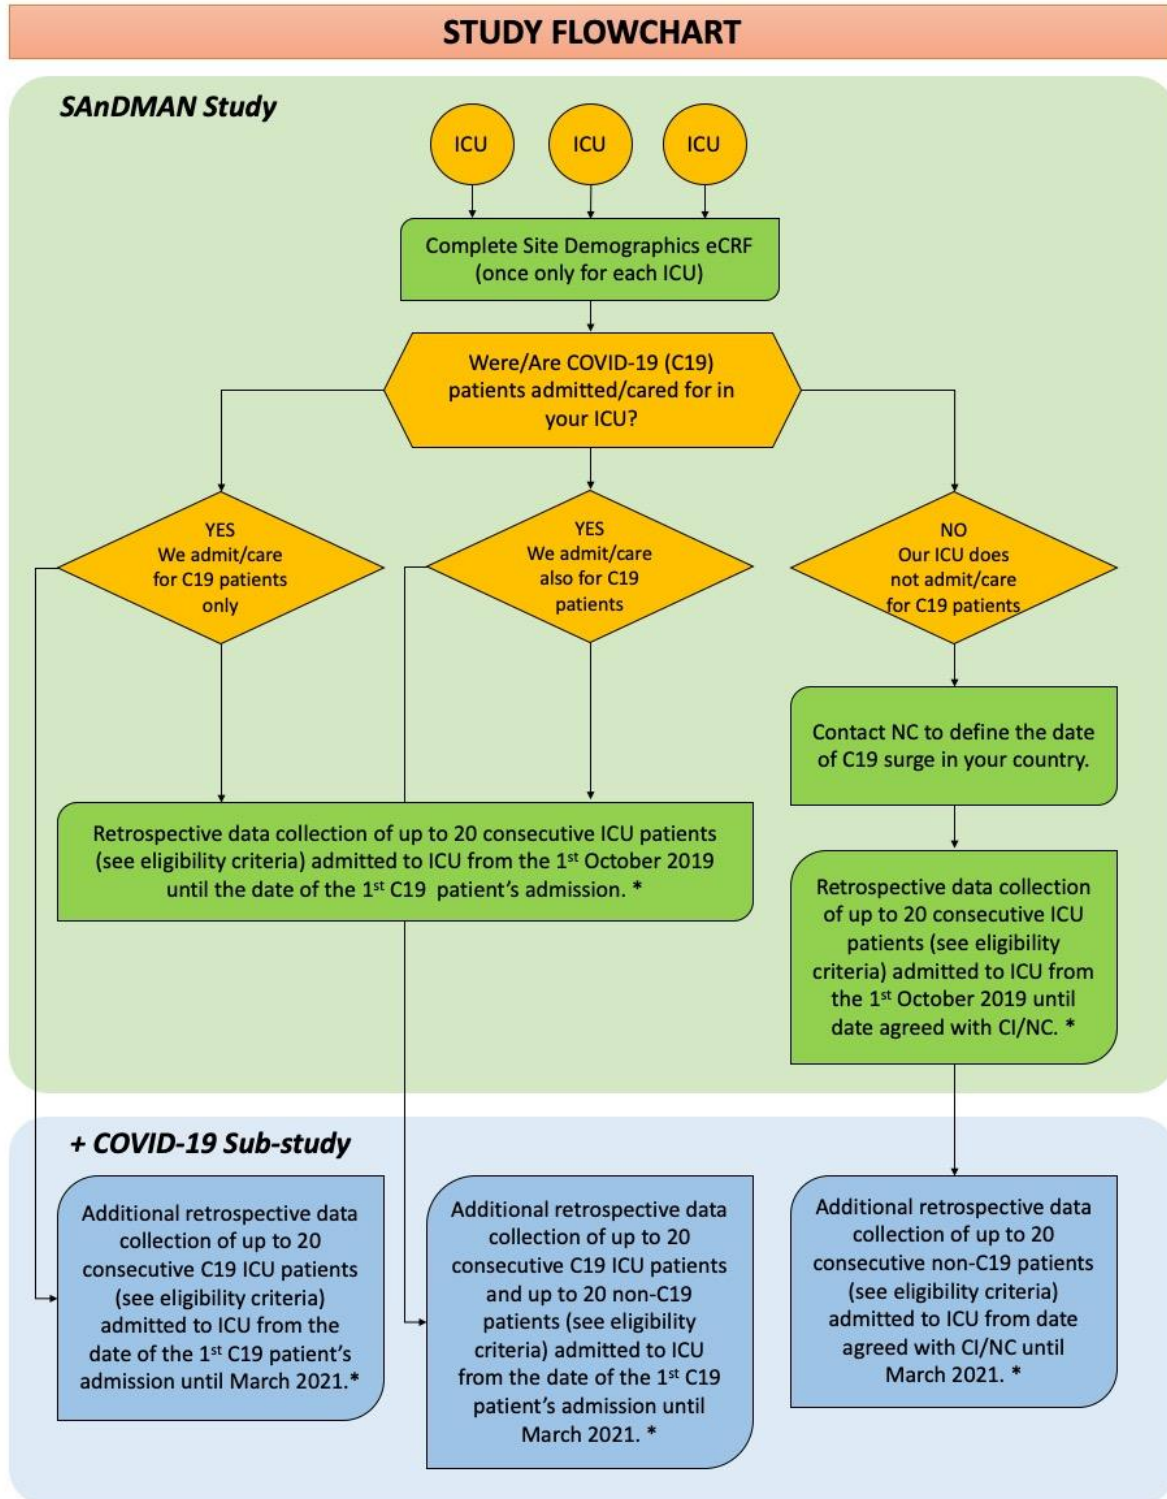 STUDY FLOWCHART
SAnDMAN Study
ICU
ICU
ICU
Complete Site Demographics eCRF
(once only for each ICU)
Were/Are COVID-19 (C19)
patients admitted/cared for in
your ICU?
YES
We admit/care
for C19 patients
only
YES
We admit/care
also for C19
patients
NO
Our ICU does
not admit/care
for C19 patients
Contact NC to define the date
of C19 surge in your country.
Retrospective data collection of up to 20 consecutive ICU patients
(see eligibility criteria) admitted to ICU from the 1st October 2019
until the date of the 1st C19 patient's admission. *
Retrospective data collection
of up to 20 consecutive ICU
patients (see eligibility
criteria) admitted to ICU from
the 1st October 2019 until
date agreed with CI/NC. *
+ COVID-19 Sub-study
Additional retrospective data
collection of up to 20
consecutive C19 ICU patients
(see eligibility criteria)
admitted to ICU from the
date of the 1st C19 patient's
admission until March 2021.*
Additional retrospective data
collection of up to 20
consecutive C19 ICU patients
and up to 20 non-C19
patients (see eligibility
criteria) admitted to ICU
from the date of the 1st C19
patient's admission until
March 2021. *
Additional retrospective data
collection of up to 20
consecutive non-C19 patients
(see eligibility criteria)
admitted to ICU from date
agreed with CI/NC until
March 2021. *